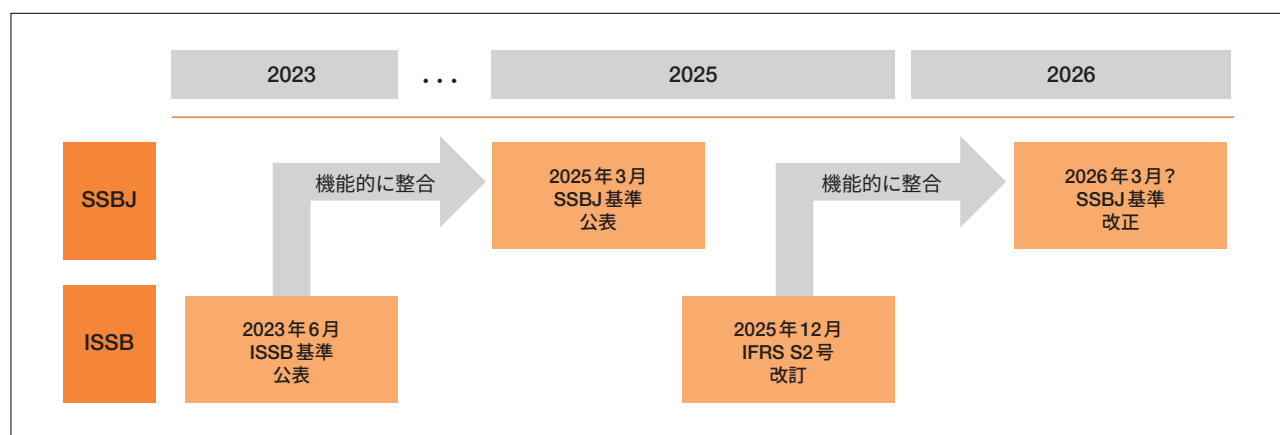 2023
...
2025
2026
SSBJ
機能的に整合
2025年3月
SSBJ基準
公表
機能的に整合
2026年3月?
SSBJ基準
改正
ISSB
2023年6月
ISSB基準
公表
2025年12月
IFRS S2号
改訂